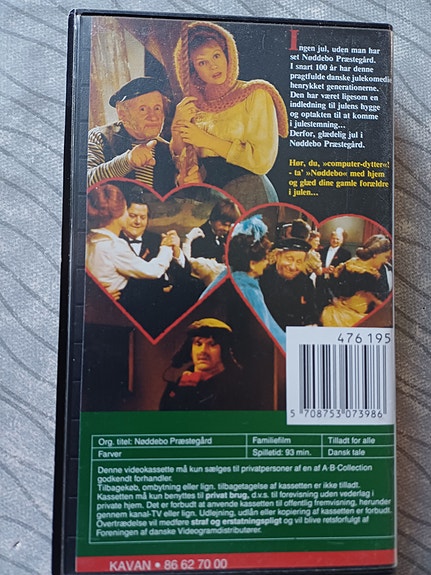 Ingen jul, uden man har
set Nøddebo Præstegård.
I snart 100 år har denne
pragtfulde danske julekomedie
henrykket generationerne.
Den har været ligesom en
indledning til julens hygge
og optakten til at komme
i julestemning...
Derfor, glædelig jul i
Nøddebo Præstegård.
Hør, du, »computer-dytter«!
- ta' »Nøddebo« med hjem
og glæd dine gamle forældre
i julen...
476 195
5 708753 073986
Org. titel: Nøddebo Præstegård
Familiefilm
Tilladt for alle
Farver
Spilletid: 93 min.
Dansk tale
Denne videokassette må kun sælges til privatpersoner af en af A·B·Collection
godkendt forhandler.
Tilbagekøb, ombytning eller lign. tilbagetagelse af kassetten er ikke tilladt.
Kassetten må kun benyttes til privat brug, d.v.s. til forevisning uden vederlag i
private hjem. Det er forbudt at anvende kassetten til offentlig fremvisning, herunder
gennem kanal-TV eller lign. Udlejning, udlån eller kopiering af kassetten er forbudt.
Overtrædelse vil medføre straf og erstatningspligt og vil blive retsforfulgt af
Foreningen af danske Videogramdistributører.
KAVAN • 86 62 70 00